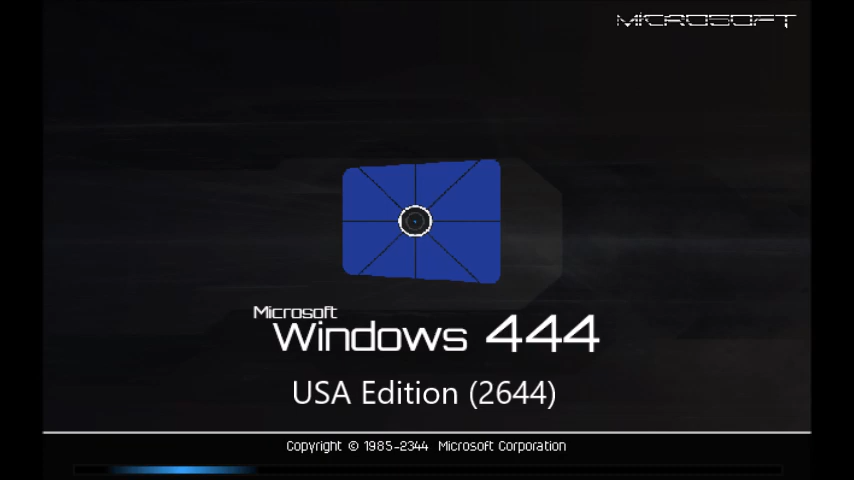 MICROSOFT
Microsoft
Windows 444
USA Edition (2644)
Copyright © 1985-2344 Microsoft Corporation